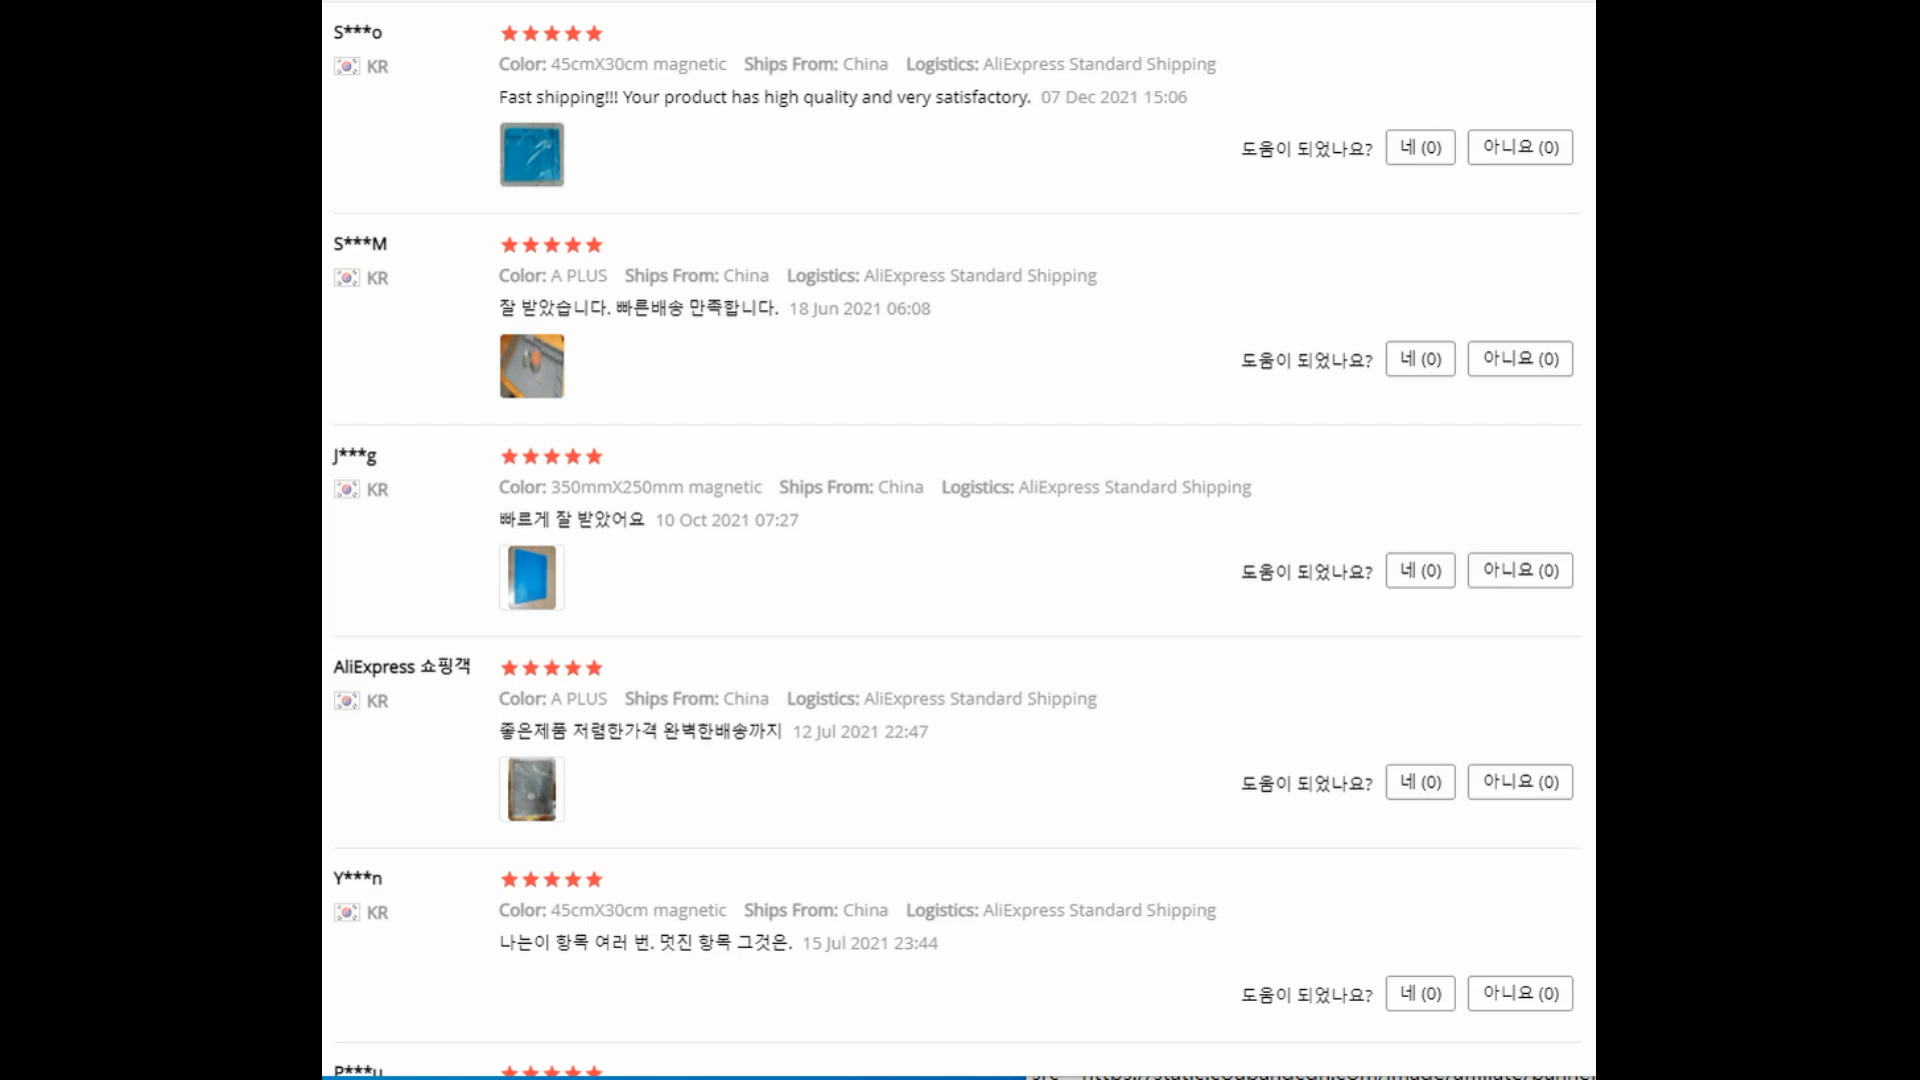 S***o
KR
Color: 45cmX30cm magnetic Ships From: China Logistics: AliExpress Standard Shipping
Fast shipping!!! Your product has high quality and very satisfactory. 07 Dec 2021 15:06
도움이 되었나요? 네 (0) 아니요 (0)
S***M
KR
Color: A PLUS Ships From: China Logistics: AliExpress Standard Shipping
잘 받았습니다. 빠른배송 만족합니다. 18 Jun 2021 06:08
도움이 되었나요? 네 (0) 아니요 (0)
J***g
KR
Color: 350mmX250mm magnetic Ships From: China Logistics: AliExpress Standard Shipping
빠르게 잘 받았어요 10 Oct 2021 07:27
도움이 되었나요? 네 (0) 아니요 (0)
AliExpress 쇼핑객
KR
Color: A PLUS Ships From: China Logistics: AliExpress Standard Shipping
좋은제품 저렴한가격 완벽한배송까지 12 Jul 2021 22:47
도움이 되었나요? 네 (0) 아니요 (0)
Y***n
KR
Color: 45cmX30cm magnetic Ships From: China Logistics: AliExpress Standard Shipping
나는이 항목 여러 번. 멋진 항목 그것은. 15 Jul 2021 23:44
도움이 되었나요? 네 (0) 아니요 (0)
P***u